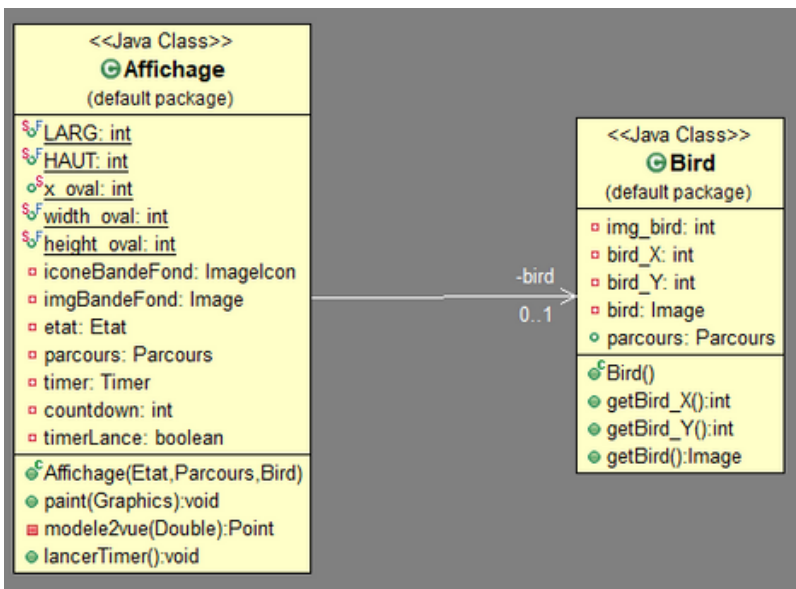 <<Java Class>>
Affichage
(default package)
LARG: int
HAUT: int
x_oval: int
width_oval: int
height_oval: int
iconeBandeFond: ImageIcon
imgBandeFond: Image
etat: Etat
parcours: Parcours
timer: Timer
countdown: int
timerLance: boolean
Affichage(Etat,Parcours,Bird)
paint(Graphics):void
modele2vue(Double):Point
lancerTimer():void
-bird
0..1
<<Java Class>>
Bird
(default package)
img_bird: int
bird_X: int
bird_Y: int
bird: Image
parcours: Parcours
Bird()
getBird_X():int
getBird_Y():int
getBird():Image